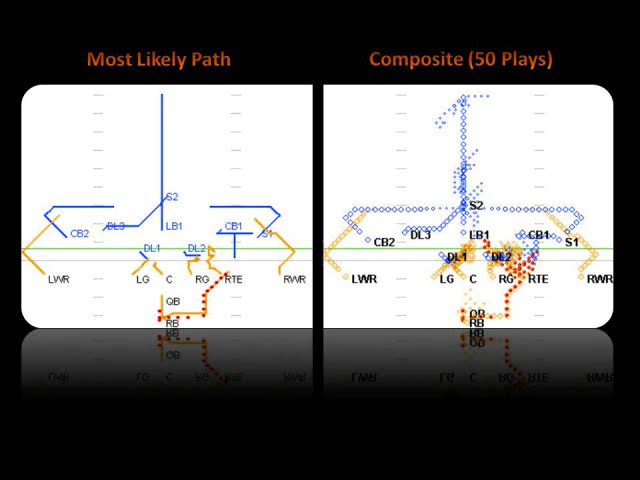 Most Likely Path
Composite (50 Plays)
S2
CB2 DL3 LB1 CB1 S1
DL1 DL2
LWR LG C RG RTE RWR
QB
RB
S2
CB2 DL3 LB1 CB1 S1
DL1 DL2
LWR LG C RG RTE RWR
QB
RB